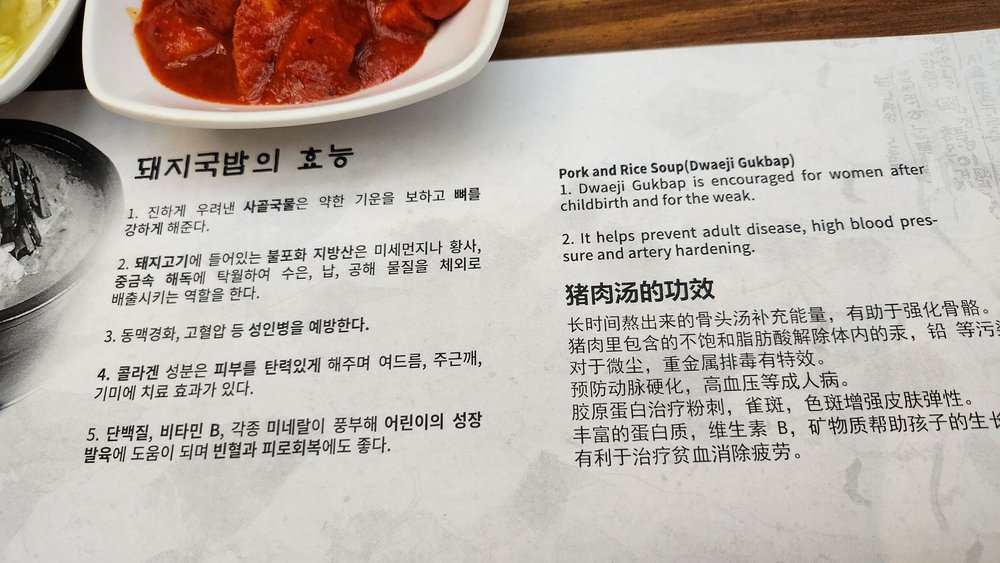 돼지국밥의 효능
1. 진하게 우려낸 사골국물은 약한 기운을 보하고 뼈를
강하게 해준다.
2. 돼지고기에 들어있는 불포화 지방산은 미세먼지나 황사,
중금속 해독에 탁월하여 수은, 납, 공해 물질을 체외로
배출시키는 역할을 한다.
3. 동맥경화, 고혈압 등 성인병을 예방한다.
4. 콜라겐 성분은 피부를 탄력있게 해주며 여드름, 주근깨,
기미에 치료 효과가 있다.
5. 단백질, 비타민 B, 각종 미네랄이 풍부해 어린이의 성장
발육에 도움이 되며 빈혈과 피로회복에도 좋다.
Pork and Rice Soup(Dwaeji Gukbap)
1. Dwaeji Gukbap is encouraged for women after
childbirth and for the weak.
2. It helps prevent adult disease, high blood pres-
sure and artery hardening.
猪肉汤的功效
长时间熬出来的骨头汤补充能量，有助于强化骨骼。
猪肉里包含的不饱和脂肪酸解除体内的汞，铅 等污
对于微尘，重金属排毒有特效。
预防动脉硬化，高血压等成人病。
胶原蛋白治疗粉刺，雀斑，色斑增强皮肤弹性。
丰富的蛋白质，维生素 B，矿物质帮助孩子的生长
有利于治疗贫血消除疲劳。